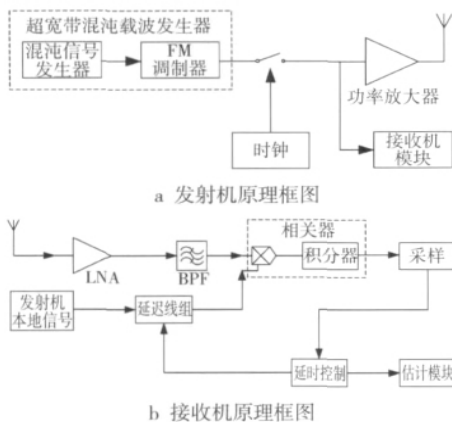 超宽带混沌载波发生器
混沌信号
发生器
FM
调制器
时钟
功率放大器
接收机
模块
a 发射机原理框图
LNA
BPF
相关器
积分器
采样
发射机
本地信号
延迟线组
延时控制
估计模块
b 接收机原理框图